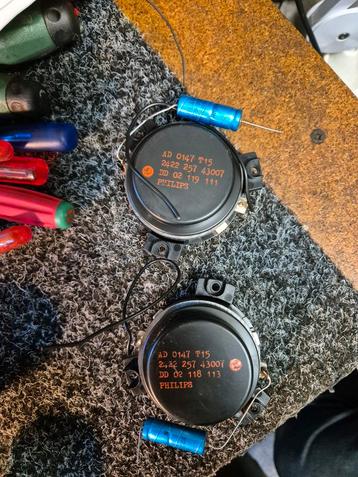 AD 0147 T15
2422 257 43007
DD 02 119 111
PHILIPS
AD 0147 T15
2422 257 43007
DD 02 118 113
PHILIPS